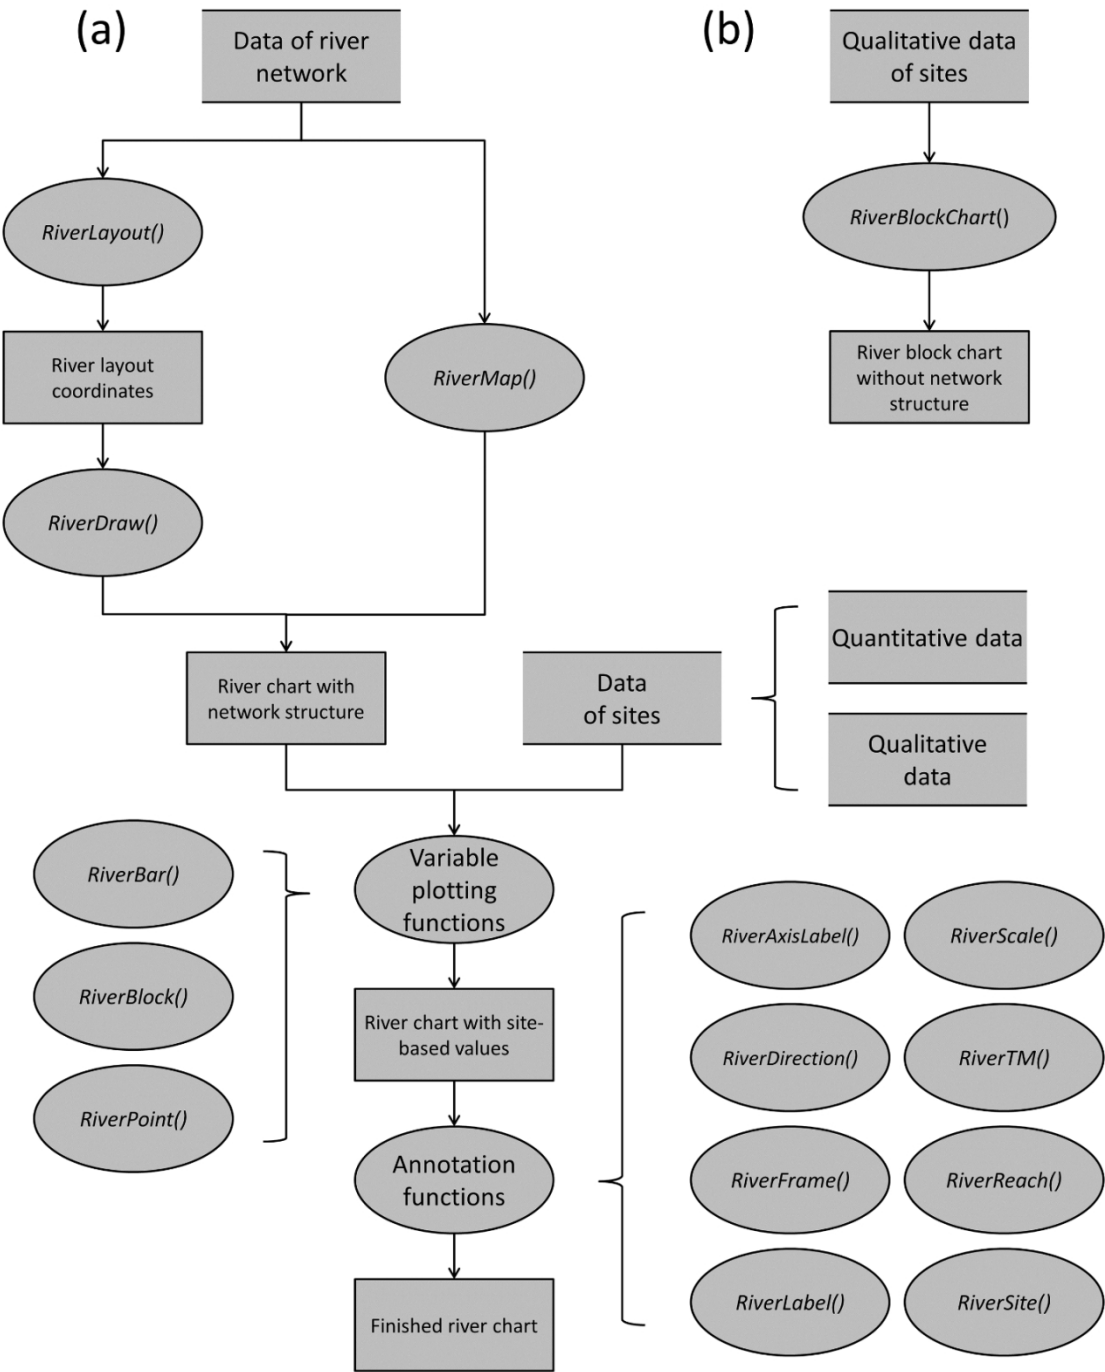 (a)
Data of river
network
RiverLayout()
River layout
coordinates
RiverDraw()
RiverMap()
River chart with
network structure
Data
of sites
Quantitative data
Qualitative
data
Variable
plotting
functions
RiverBar()
RiverBlock()
RiverPoint()
River chart with site-
based values
Annotation
functions
RiverAxisLabel()
RiverScale()
RiverDirection()
RiverTM()
RiverFrame()
RiverReach()
RiverLabel()
RiverSite()
Finished river chart
(b)
Qualitative data
of sites
RiverBlockChart()
River block chart
without network
structure